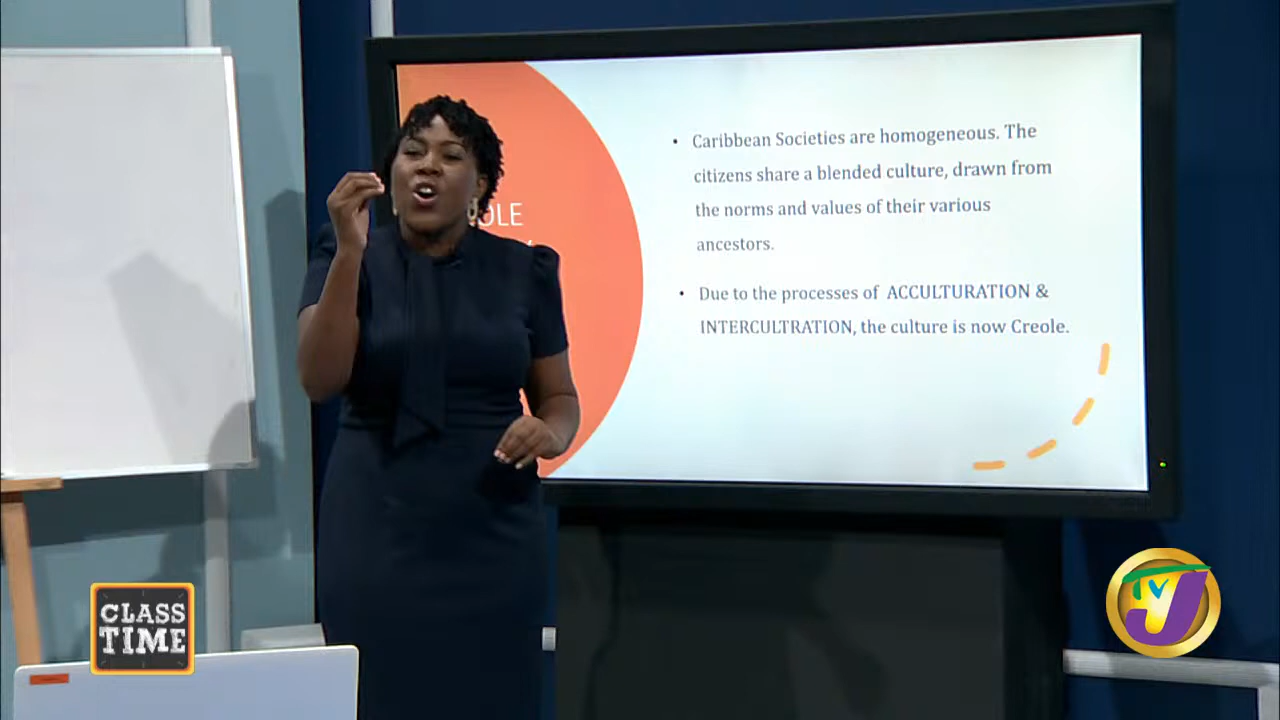 • Caribbean Societies are homogeneous. The
citizens share a blended culture, drawn from
the norms and values of their various
ancestors.
• Due to the processes of ACCULTURATION &
INTERCULTRATION, the culture is now Creole.
CLASS
TIME
TVJ